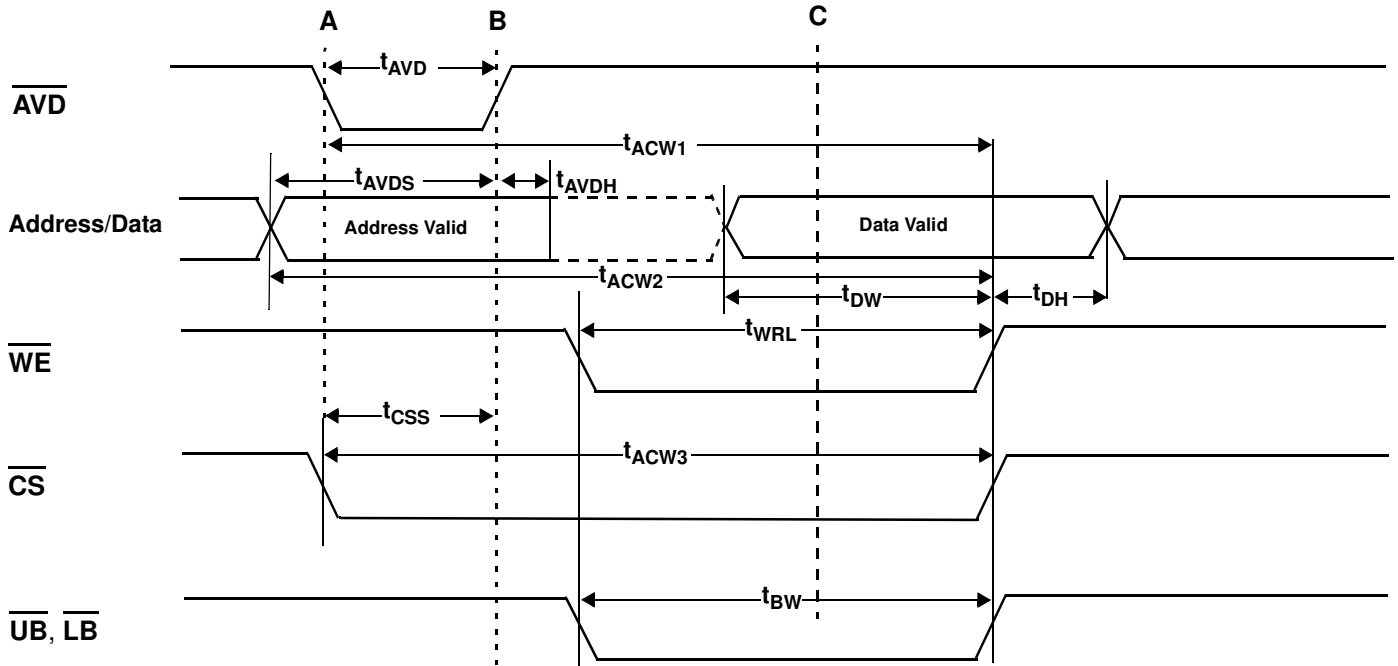 A B C
AVD
tAVD
tACW1
tAVDS tAVDH
Address/Data
Address Valid
Data Valid
tACW2
tDW tDH
WE
tWRL
tCSS
CS
tACW3
UB, LB
tBW